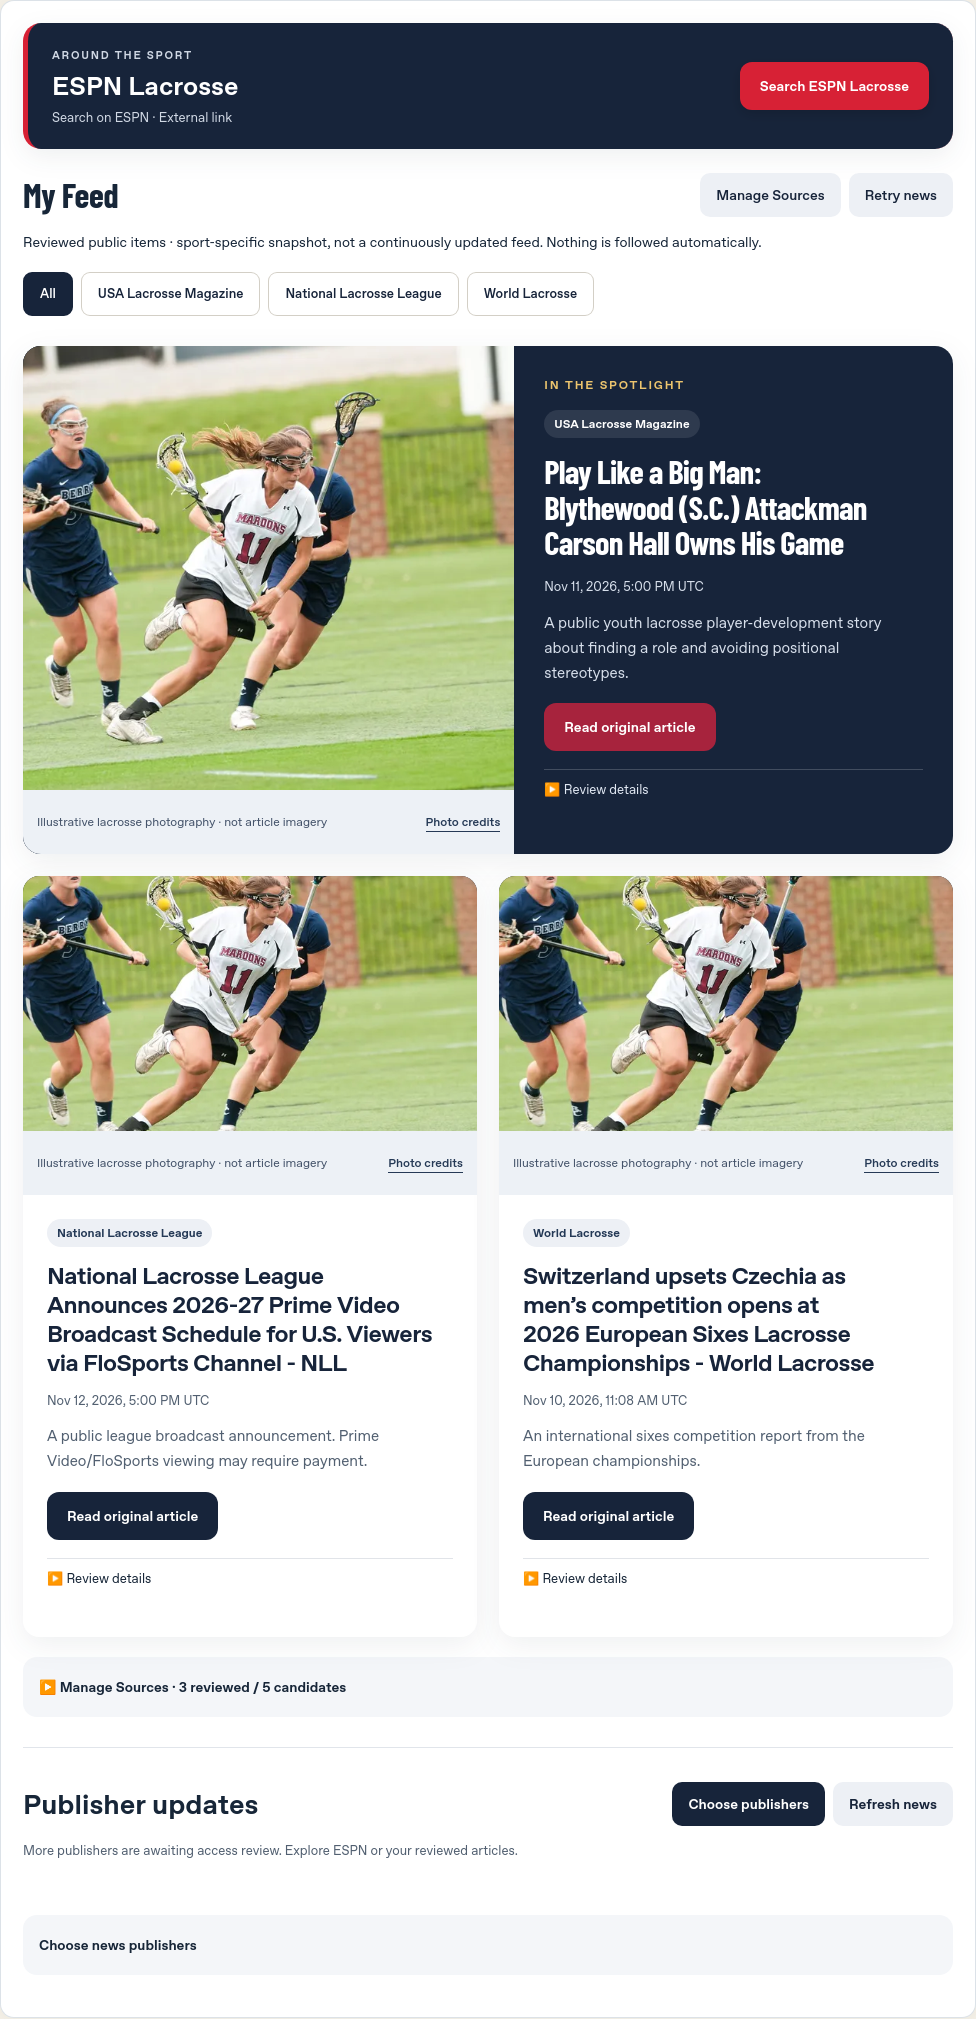 AROUND THE SPORT
ESPN Lacrosse
Search on ESPN · External link
Search ESPN Lacrosse
My Feed
Manage Sources
Retry news
Reviewed public items · sport-specific snapshot, not a continuously updated feed. Nothing is followed automatically.
All
USA Lacrosse Magazine
National Lacrosse League
World Lacrosse
BERRY
MAROONS
11
IN THE SPOTLIGHT
USA Lacrosse Magazine
Play Like a Big Man:
Blythewood (S.C.) Attackman
Carson Hall Owns His Game
Nov 11, 2026, 5:00 PM UTC
A public youth lacrosse player-development story
about finding a role and avoiding positional
stereotypes.
Read original article
Review details
Illustrative lacrosse photography · not article imagery
Photo credits
MAROONS
11
Illustrative lacrosse photography · not article imagery
Photo credits
National Lacrosse League
National Lacrosse League
Announces 2026-27 Prime Video
Broadcast Schedule for U.S. Viewers
via FloSports Channel - NLL
Nov 12, 2026, 5:00 PM UTC
A public league broadcast announcement. Prime
Video/FloSports viewing may require payment.
Read original article
Review details
MAROONS
11
Illustrative lacrosse photography · not article imagery
Photo credits
World Lacrosse
Switzerland upsets Czechia as
men’s competition opens at
2026 European Sixes Lacrosse
Championships - World Lacrosse
Nov 10, 2026, 11:08 AM UTC
An international sixes competition report from the
European championships.
Read original article
Review details
Manage Sources · 3 reviewed / 5 candidates
Publisher updates
Choose publishers
Refresh news
More publishers are awaiting access review. Explore ESPN or your reviewed articles.
Choose news publishers